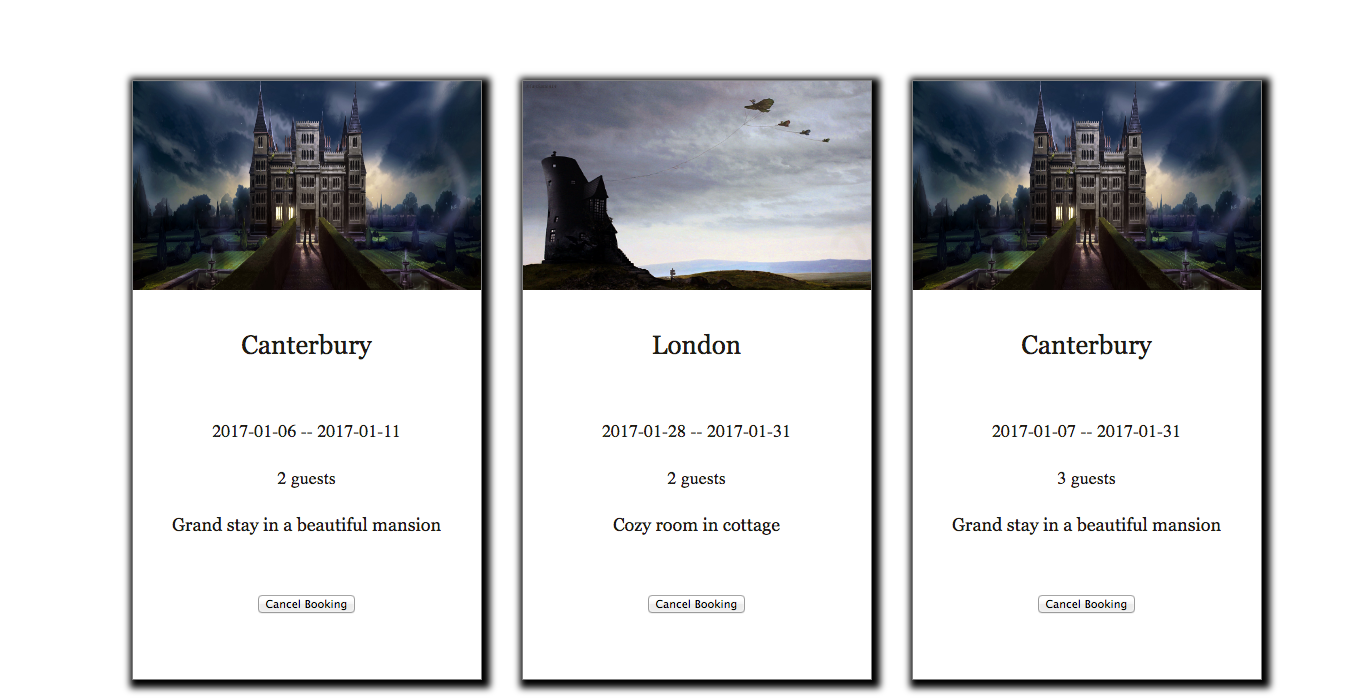 Canterbury
2017-01-06 -- 2017-01-11
2 guests
Grand stay in a beautiful mansion
Cancel Booking
London
2017-01-28 -- 2017-01-31
2 guests
Cozy room in cottage
Cancel Booking
Canterbury
2017-01-07 -- 2017-01-31
3 guests
Grand stay in a beautiful mansion
Cancel Booking